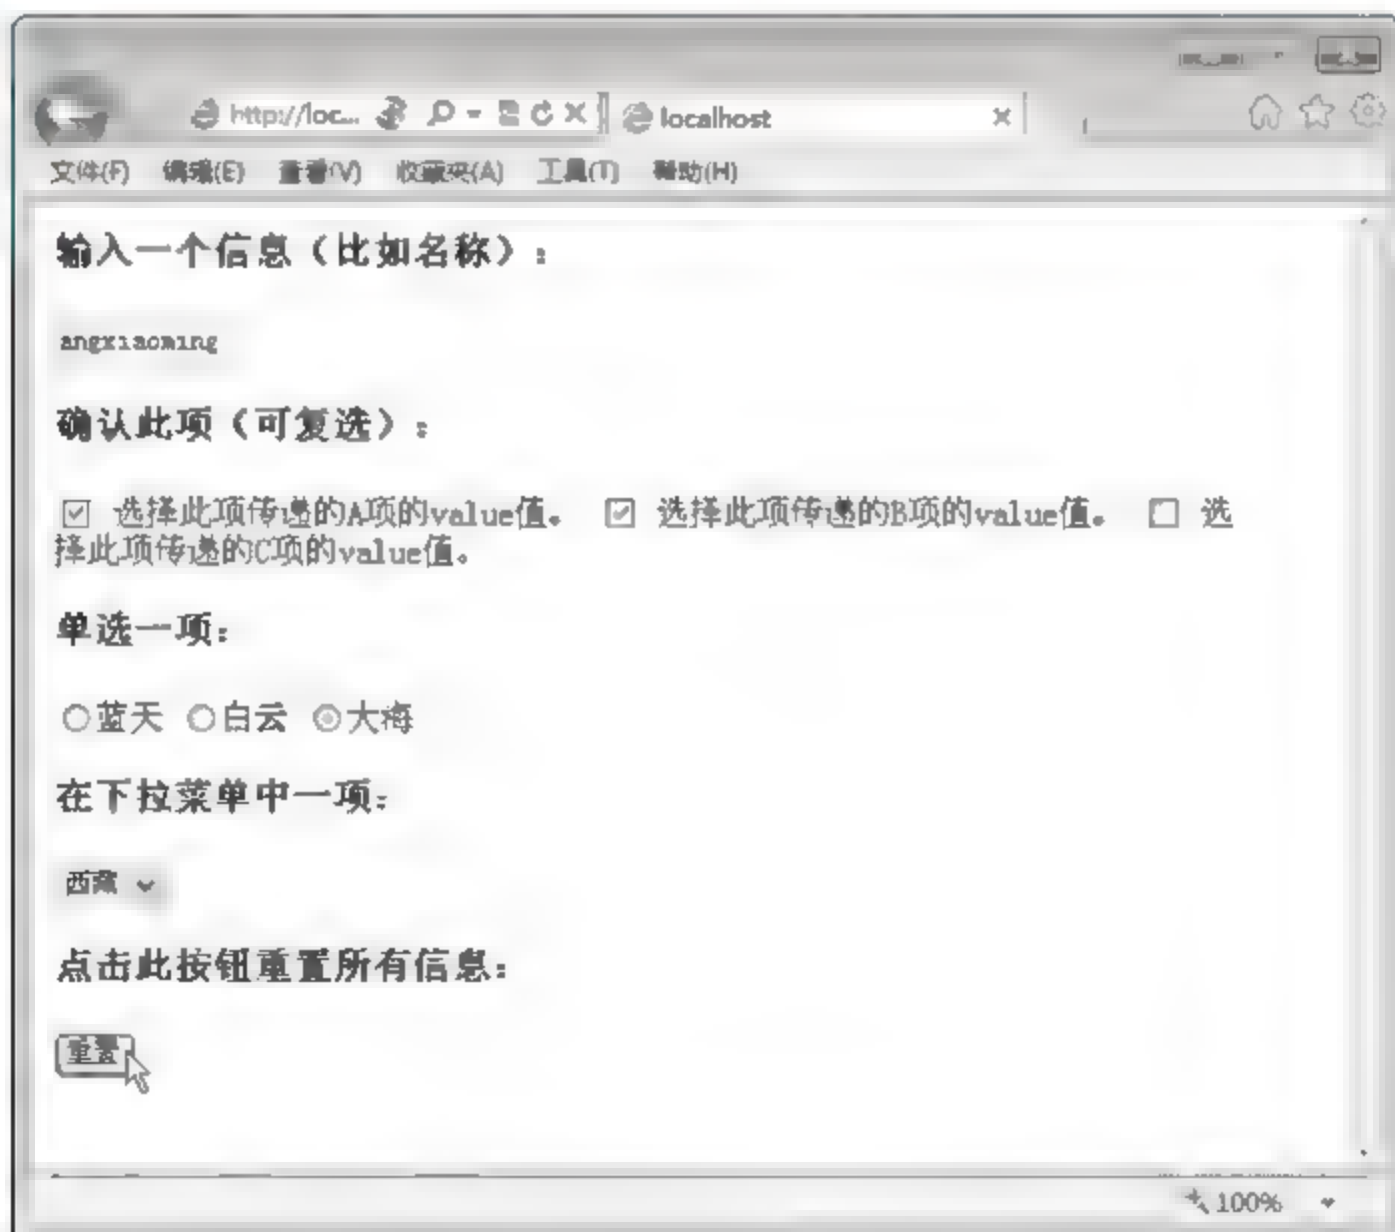 http://loc... localhost
文件(F) 编辑(E) 查看(V) 收藏夹(A) 工具(T) 帮助(H)
输入一个信息（比如名称）：
angxiaoming
确认此项（可复选）：
选择此项传递的A项的value值。 选择此项传递的B项的value值。 选
择此项传递的C项的value值。
单选一项：
蓝天 白云 大海
在下拉菜单中一项：
西藏
点击此按钮重置所有信息：
重置
100%